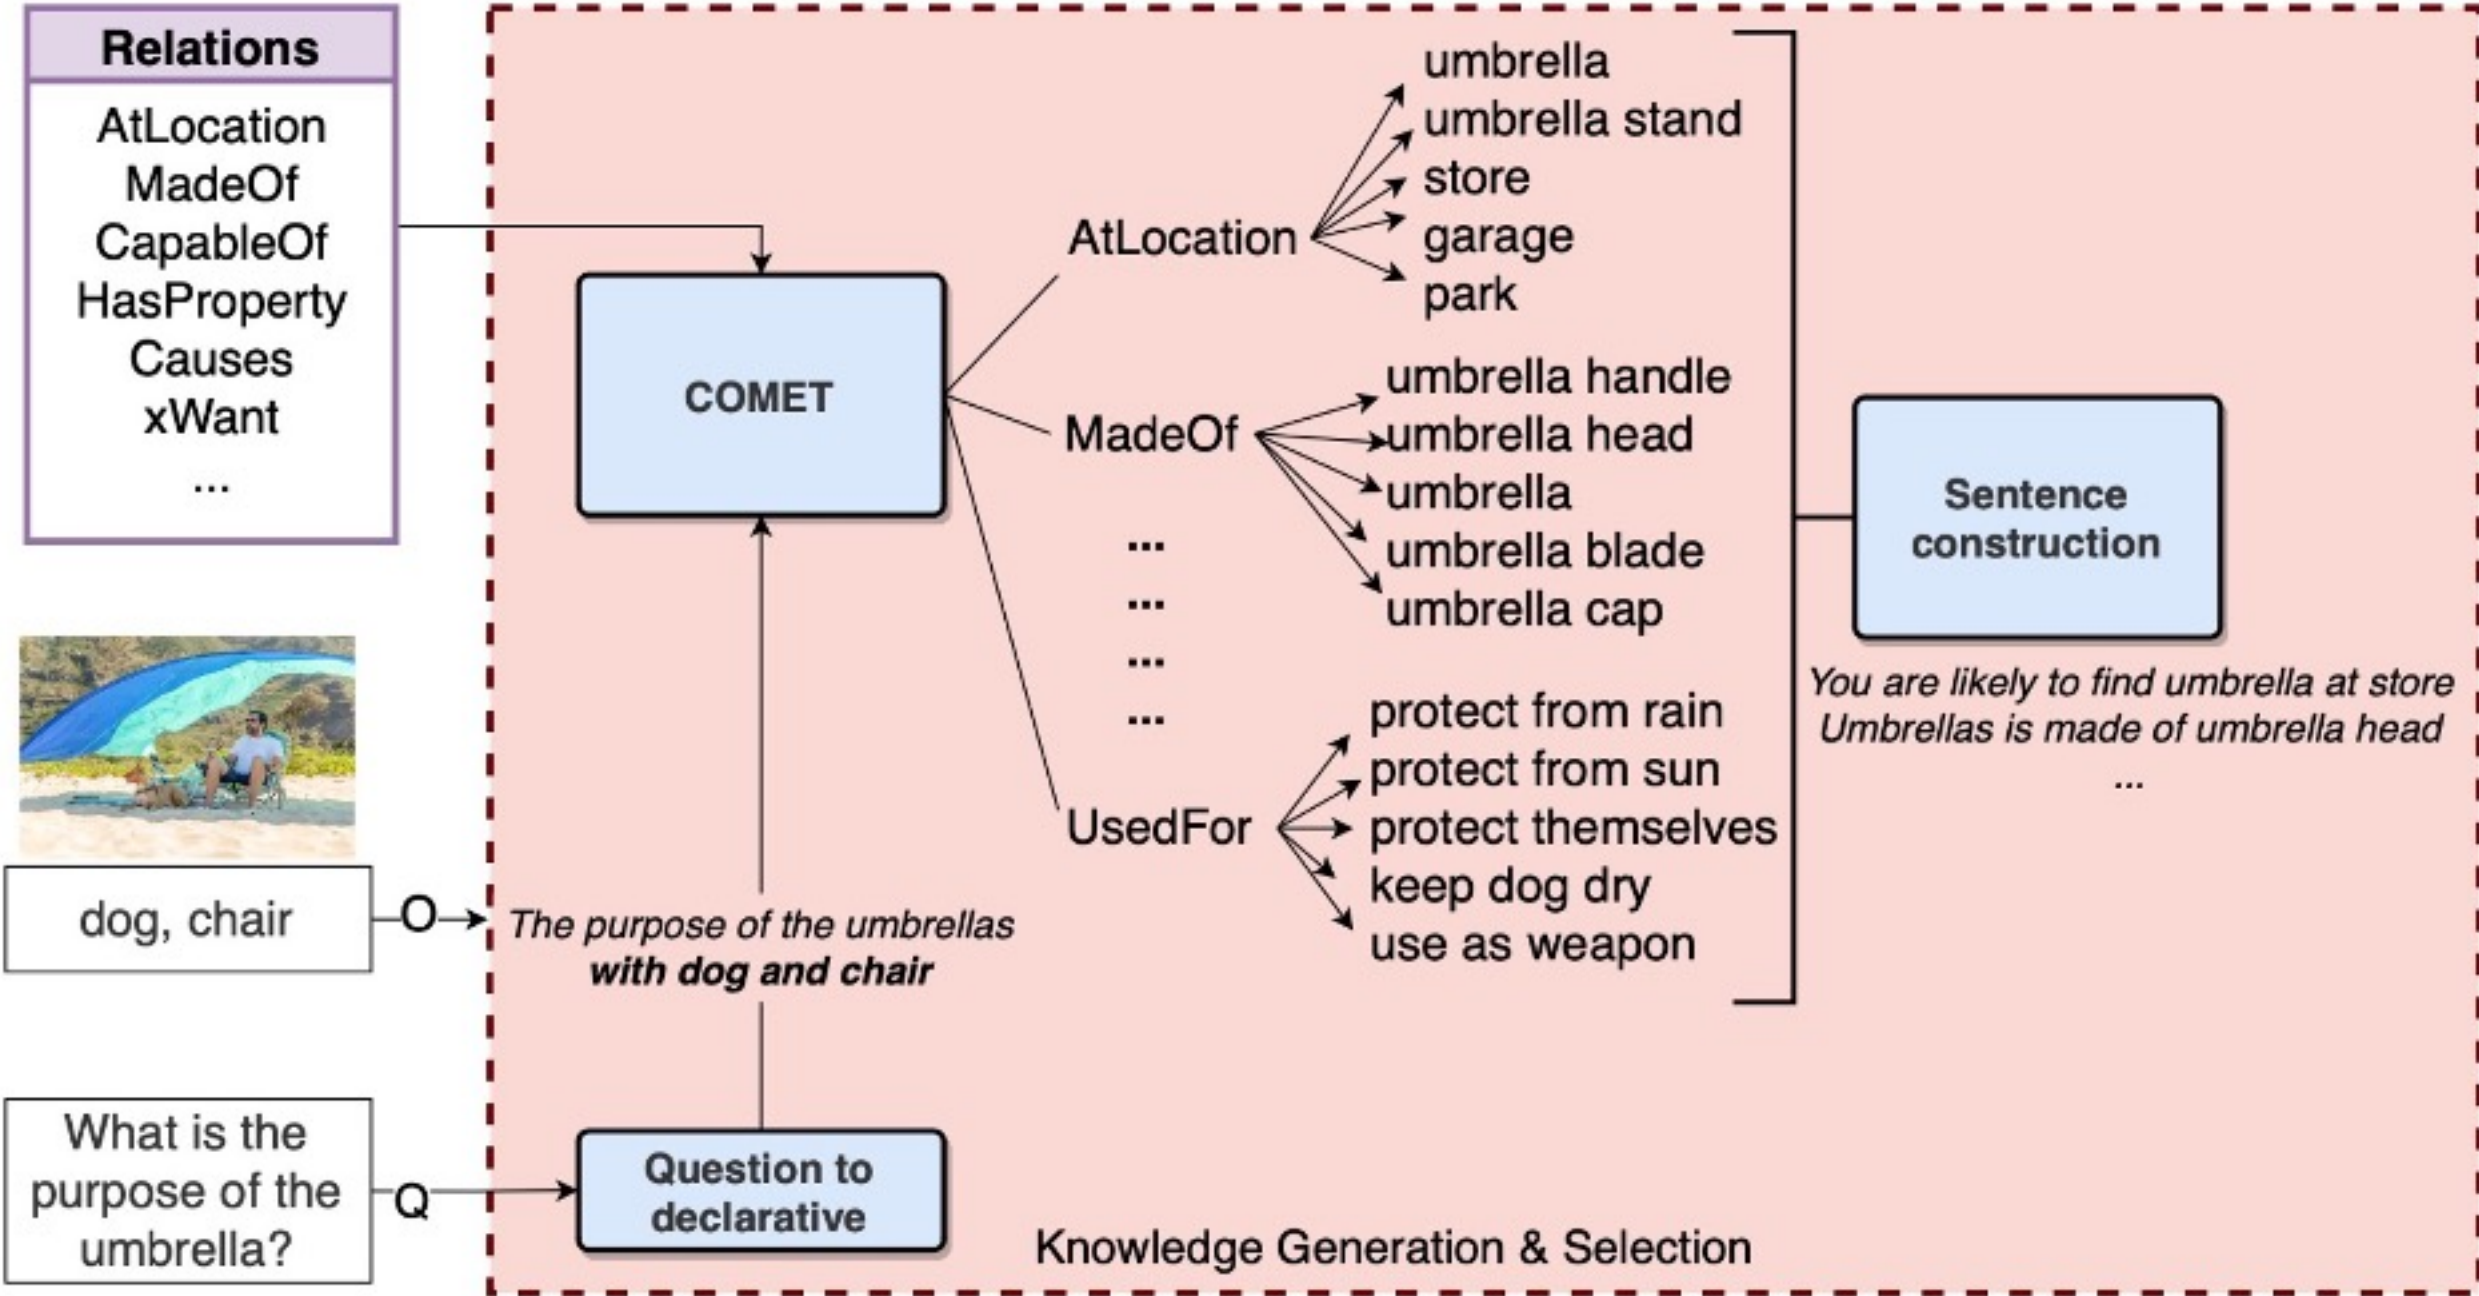 Relations
AtLocation
MadeOf
CapableOf
HasProperty
Causes
xWant
...
dog, chair
O
What is the
purpose of the
umbrella?
Q
COMET
The purpose of the umbrellas
with dog and chair
Question to
declarative
AtLocation
umbrella
umbrella stand
store
garage
park
MadeOf
umbrella handle
umbrella head
umbrella
umbrella blade
umbrella cap
...
...
...
...
UsedFor
protect from rain
protect from sun
protect themselves
keep dog dry
use as weapon
Sentence
construction
You are likely to find umbrella at store
Umbrellas is made of umbrella head
...
Knowledge Generation & Selection